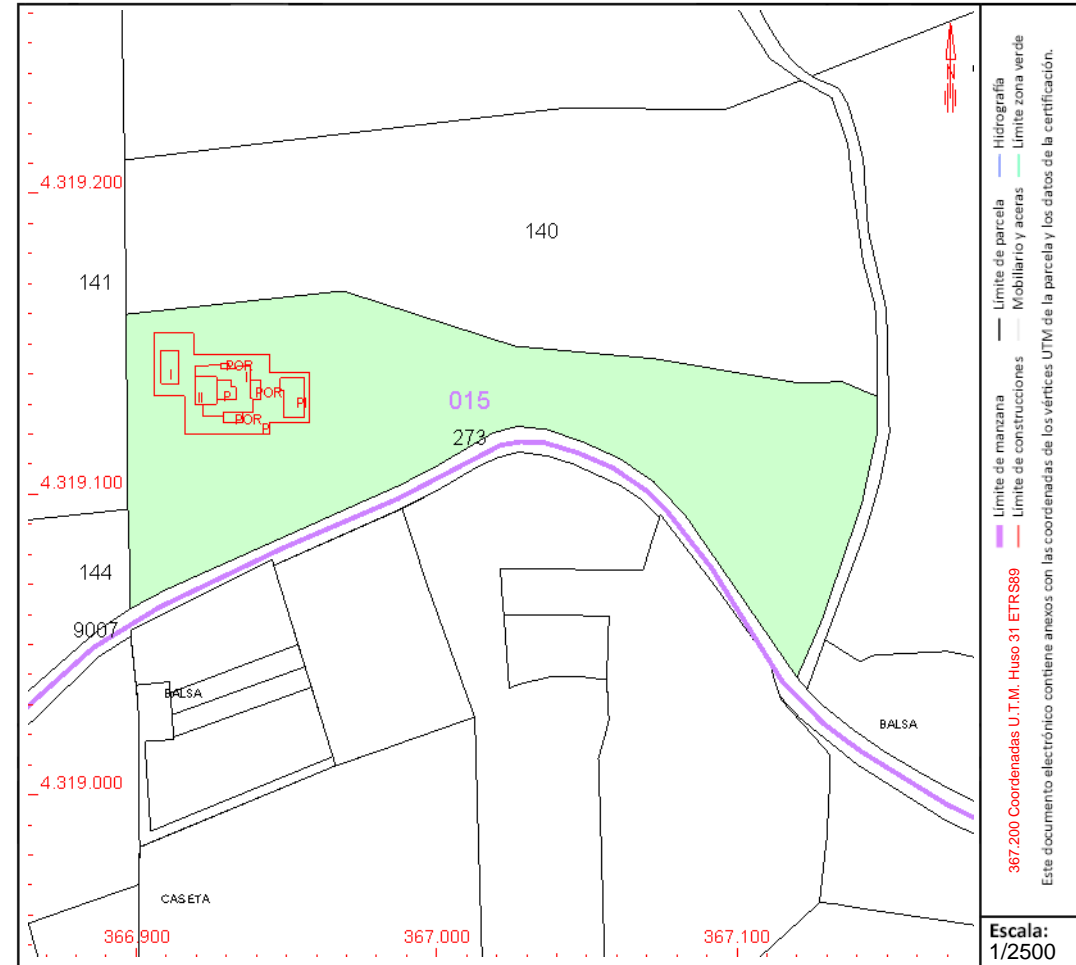 N
4.319.200
140
141
POR
I
I
II
P
POR
PI
POR
P
015
273
4.319.100
144
9007
BALSA
BALSA
4.319.000
CASETA
366.900
367.000
367.100
Límite de manzana
Límite de parcela
Hidrografía
Límite de construcciones
Mobiliario y aceras
Límite zona verde
367.200 Coordenadas U.T.M. Huso 31 ETRS89
Este documento electrónico contiene anexos con las coordenadas de los vértices UTM de la parcela y los datos de la certificación.
Escala:
1/2500